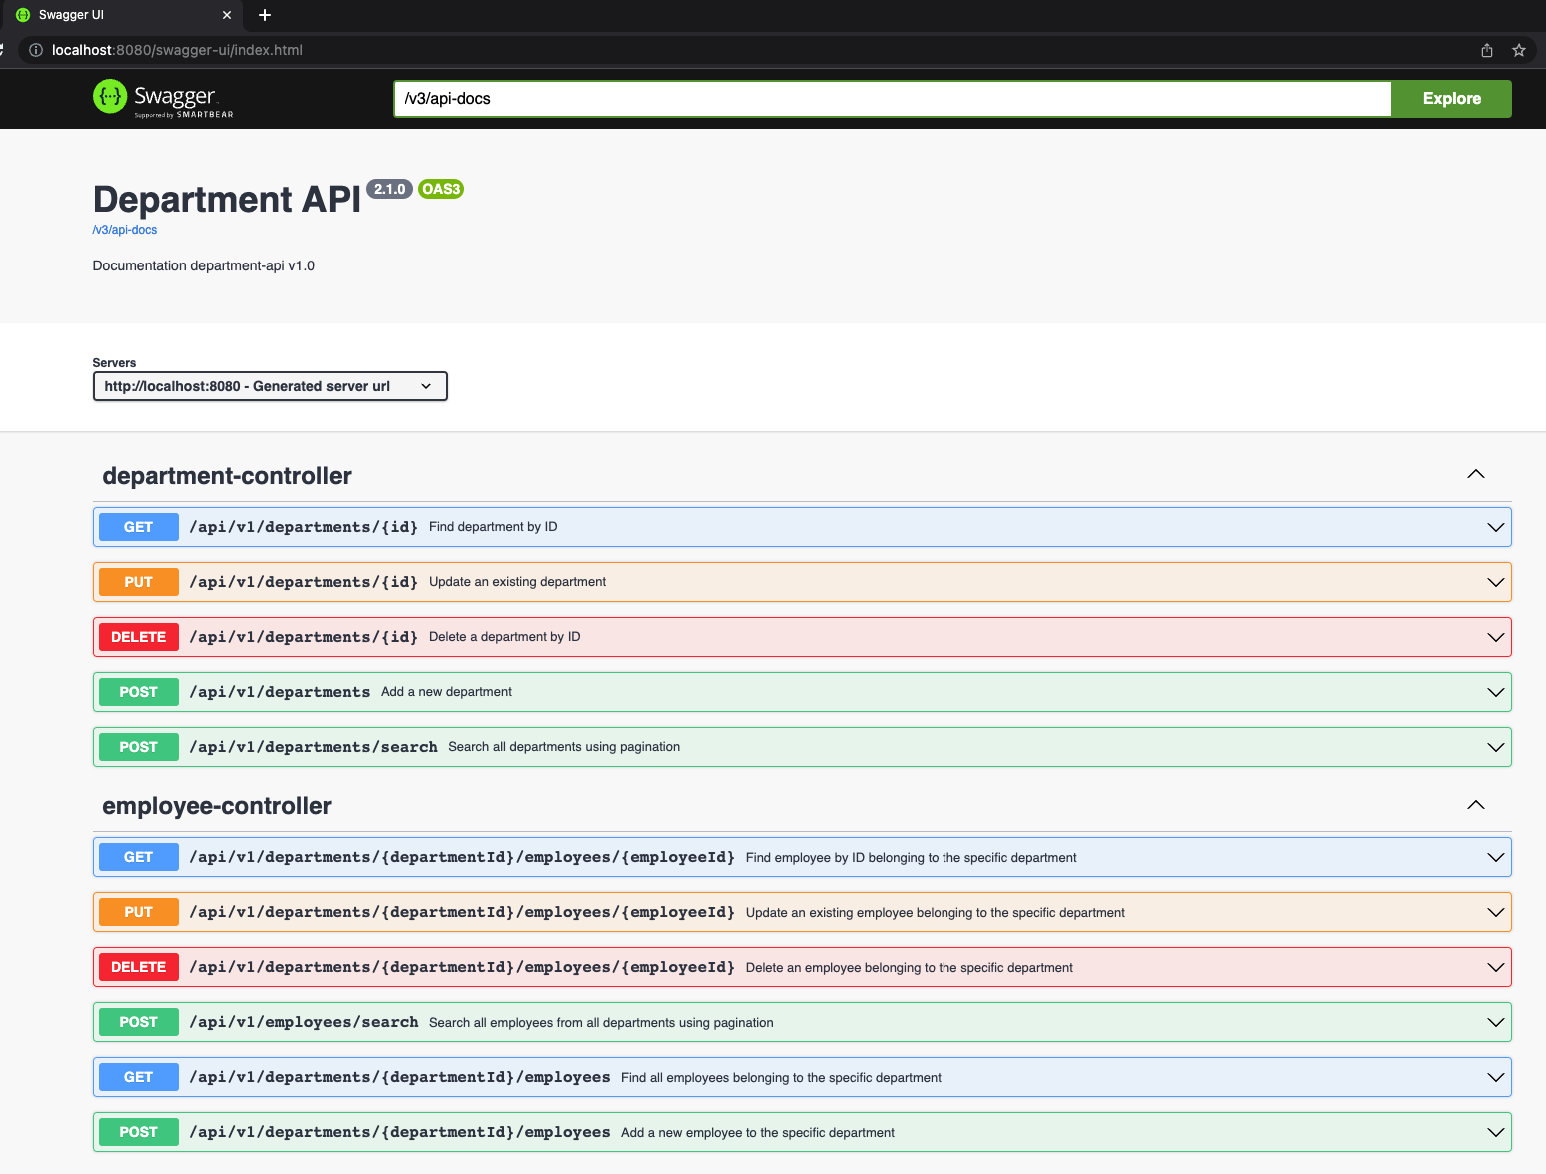 Swagger UI
localhost:8080/swagger-ui/index.html
Swagger
Supported by SMARTBEAR
/v3/api-docs
Explore
Department API 2.1.0 OAS3
/v3/api-docs
Documentation department-api v1.0
Servers
http://localhost:8080 - Generated server url
department-controller
GET /api/v1/departments/{id} Find department by ID
PUT /api/v1/departments/{id} Update an existing department
DELETE /api/v1/departments/{id} Delete a department by ID
POST /api/v1/departments Add a new department
POST /api/v1/departments/search Search all departments using pagination
employee-controller
GET /api/v1/departments/{departmentId}/employees/{employeeId} Find employee by ID belonging to the specific department
PUT /api/v1/departments/{departmentId}/employees/{employeeId} Update an existing employee belonging to the specific department
DELETE /api/v1/departments/{departmentId}/employees/{employeeId} Delete an employee belonging to the specific department
POST /api/v1/employees/search Search all employees from all departments using pagination
GET /api/v1/departments/{departmentId}/employees Find all employees belonging to the specific department
POST /api/v1/departments/{departmentId}/employees Add a new employee to the specific department